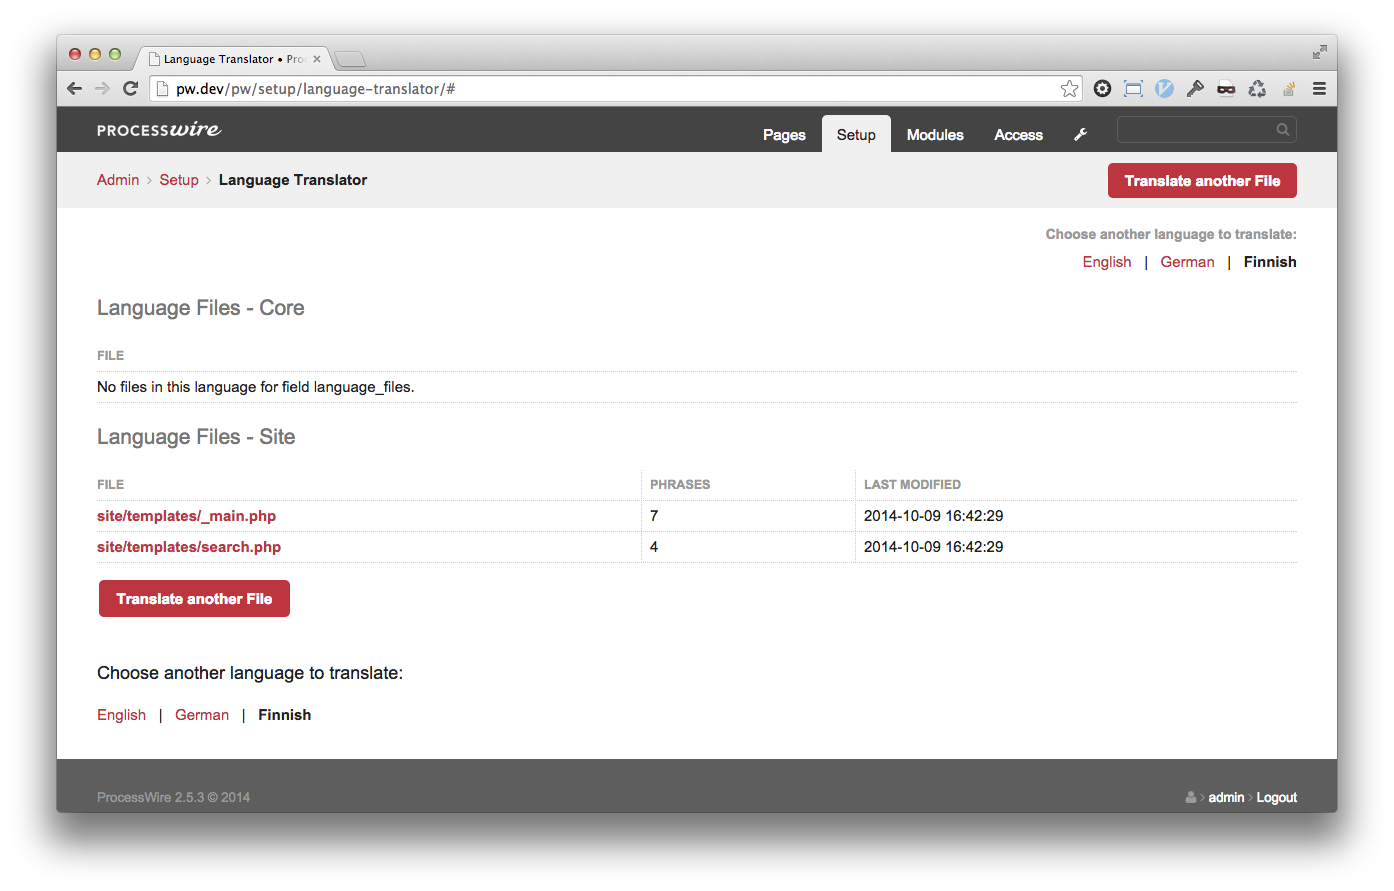 Language Translator • Pro
pw.dev/pw/setup/language-translator/#
PROCESSwire
Pages Setup Modules Access
Admin > Setup > Language Translator
Translate another File
Choose another language to translate:
English | German | Finnish
Language Files - Core
FILE
No files in this language for field language_files.
Language Files - Site
FILE PHRASES LAST MODIFIED
site/templates/_main.php 7 2014-10-09 16:42:29
site/templates/search.php 4 2014-10-09 16:42:29
Translate another File
Choose another language to translate:
English | German | Finnish
ProcessWire 2.5.3 © 2014
> admin > Logout